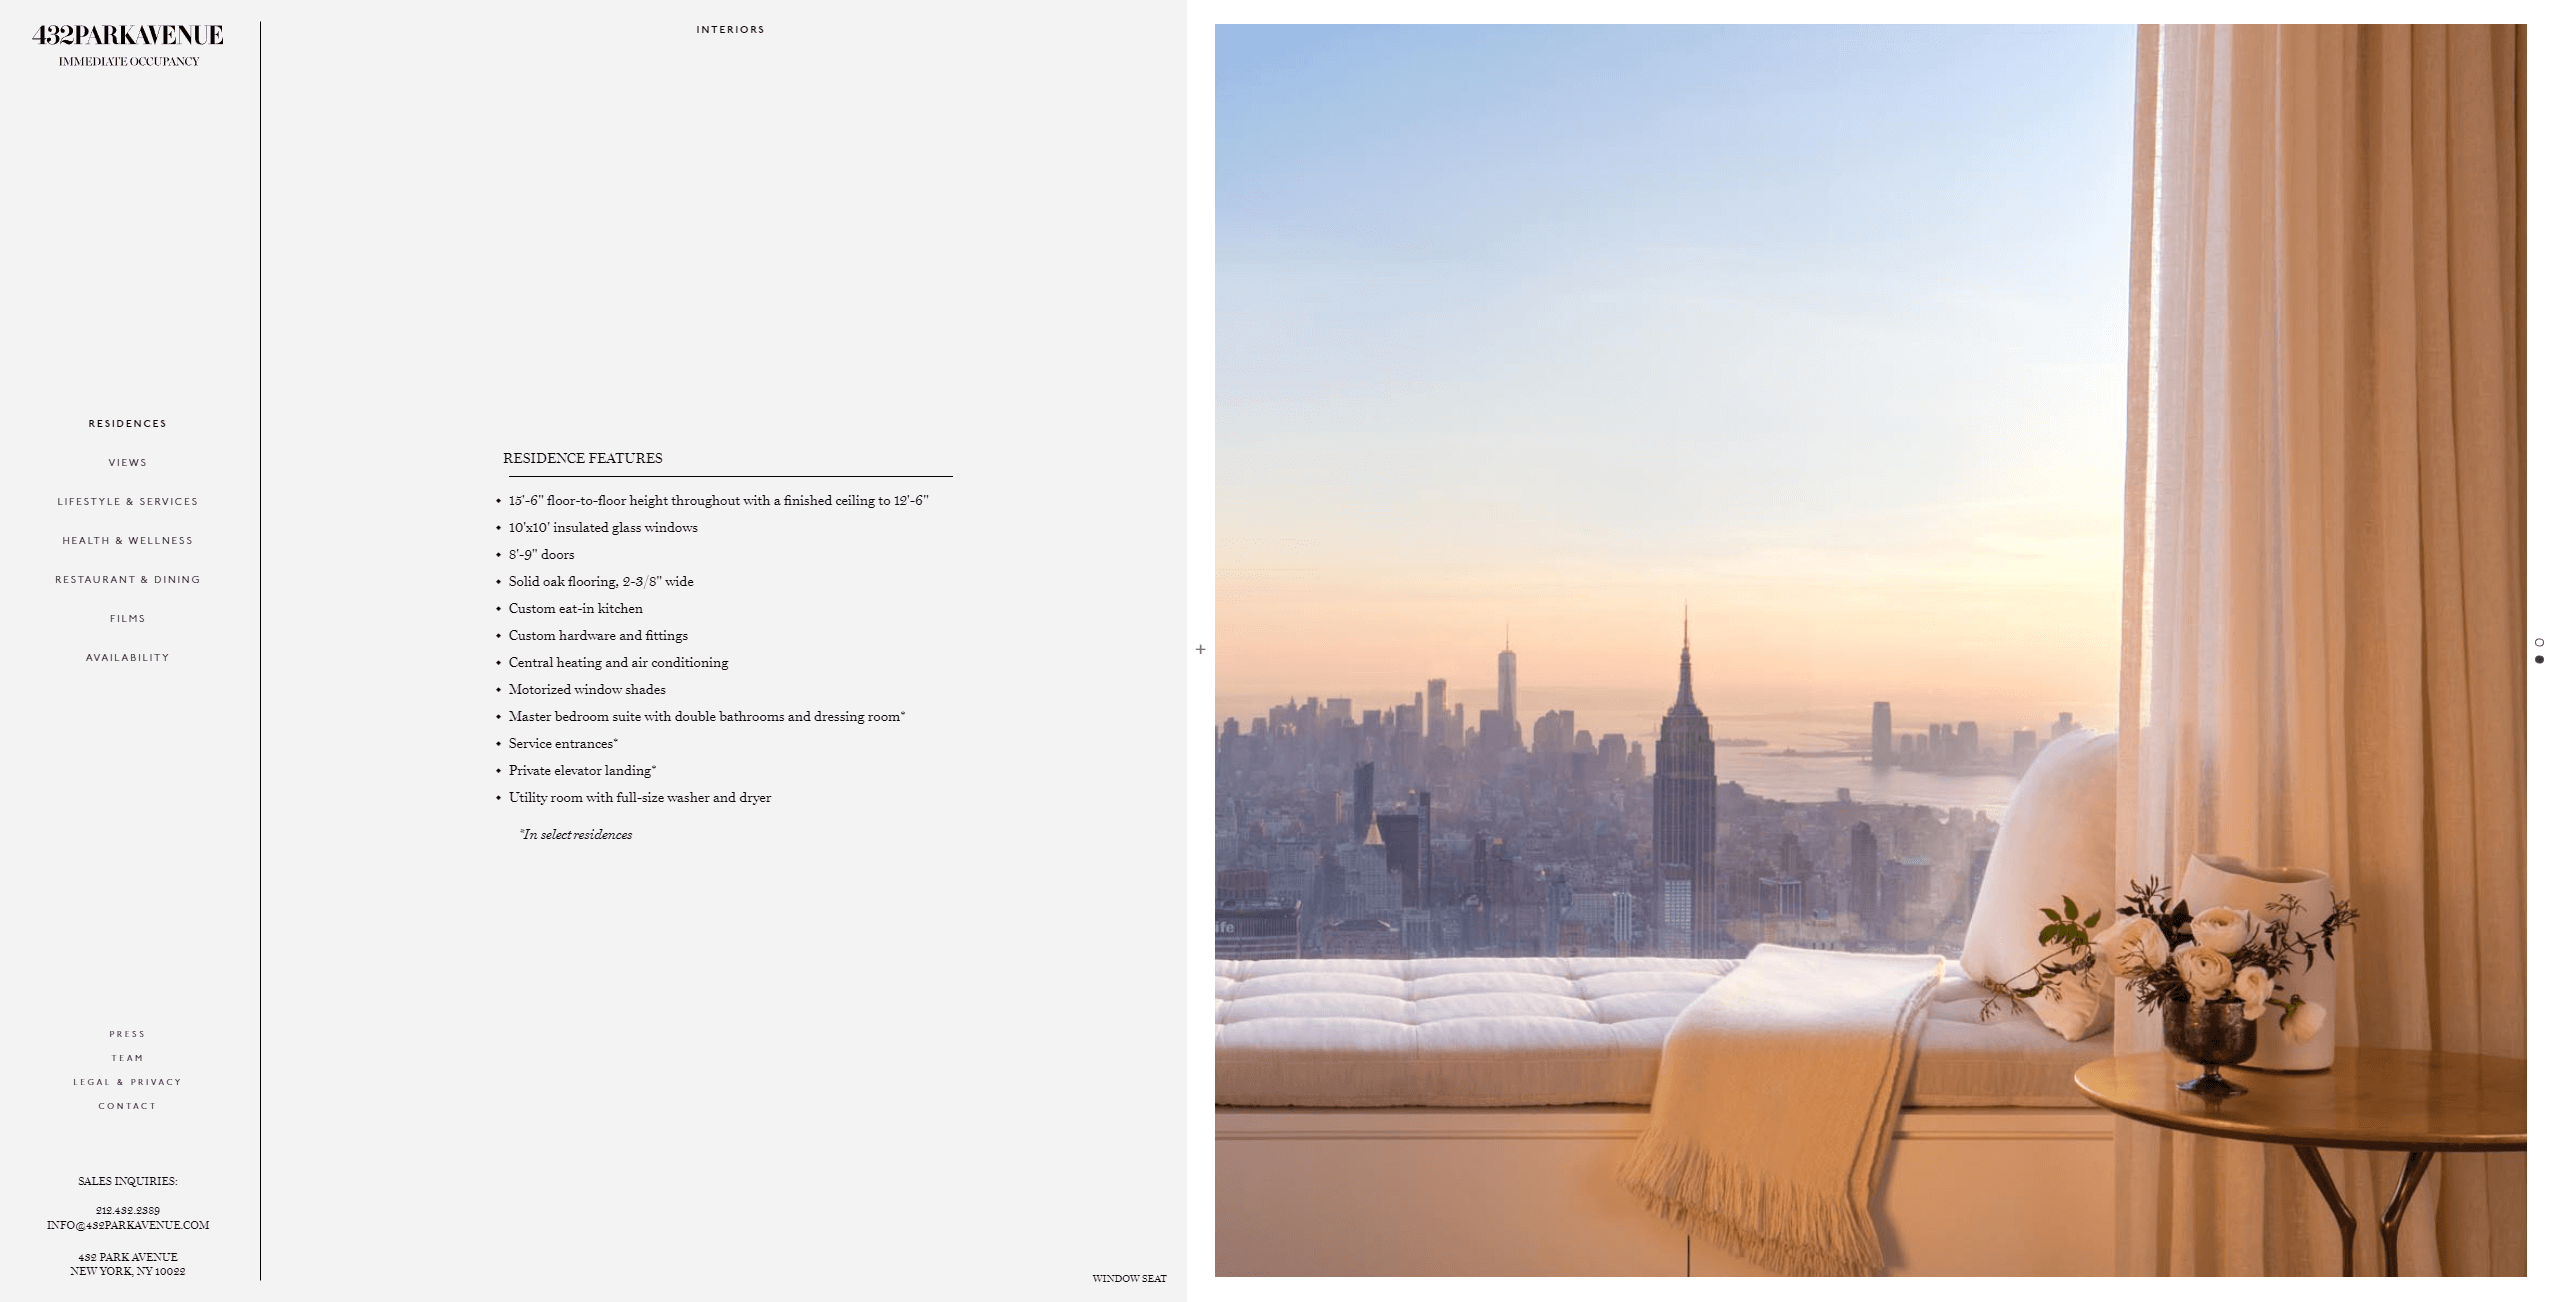 432PARKAVENUE
IMMEDIATE OCCUPANCY
RESIDENCES
VIEWS
LIFESTYLE & SERVICES
HEALTH & WELLNESS
RESTAURANT & DINING
FILMS
AVAILABILITY
PRESS
TEAM
LEGAL & PRIVACY
CONTACT
SALES INQUIRIES:
212.432.2389
INFO@432PARKAVENUE.COM
432 PARK AVENUE
NEW YORK, NY 10022
INTERIORS
RESIDENCE FEATURES
• 15'-6" floor-to-floor height throughout with a finished ceiling to 12'-6"
• 10'x10' insulated glass windows
• 8'-9" doors
• Solid oak flooring, 2-3/8" wide
• Custom eat-in kitchen
• Custom hardware and fittings
• Central heating and air conditioning
• Motorized window shades
• Master bedroom suite with double bathrooms and dressing room*
• Service entrances*
• Private elevator landing*
• Utility room with full-size washer and dryer
*In select residences
WINDOW SEAT
+
ife